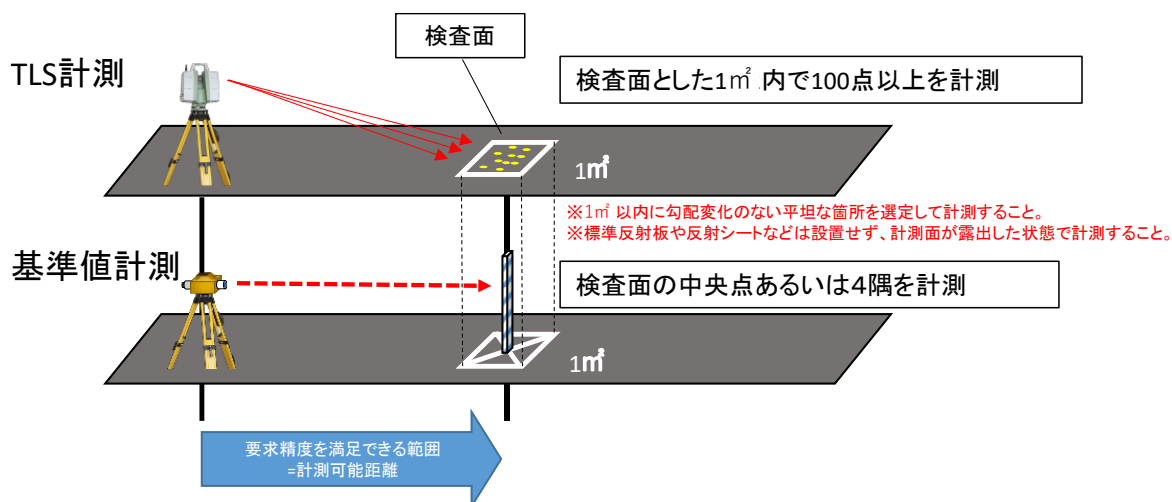 検査面
TLS計測
検査面とした1㎡ 内で100点以上を計測
1㎡
※1㎡ 以内に勾配変化のない平坦な箇所を選定して計測すること。
※標準反射板や反射シートなどは設置せず、計測面が露出した状態で計測すること。
基準値計測
検査面の中央点あるいは4隅を計測
1㎡
要求精度を満足できる範囲
=計測可能距離